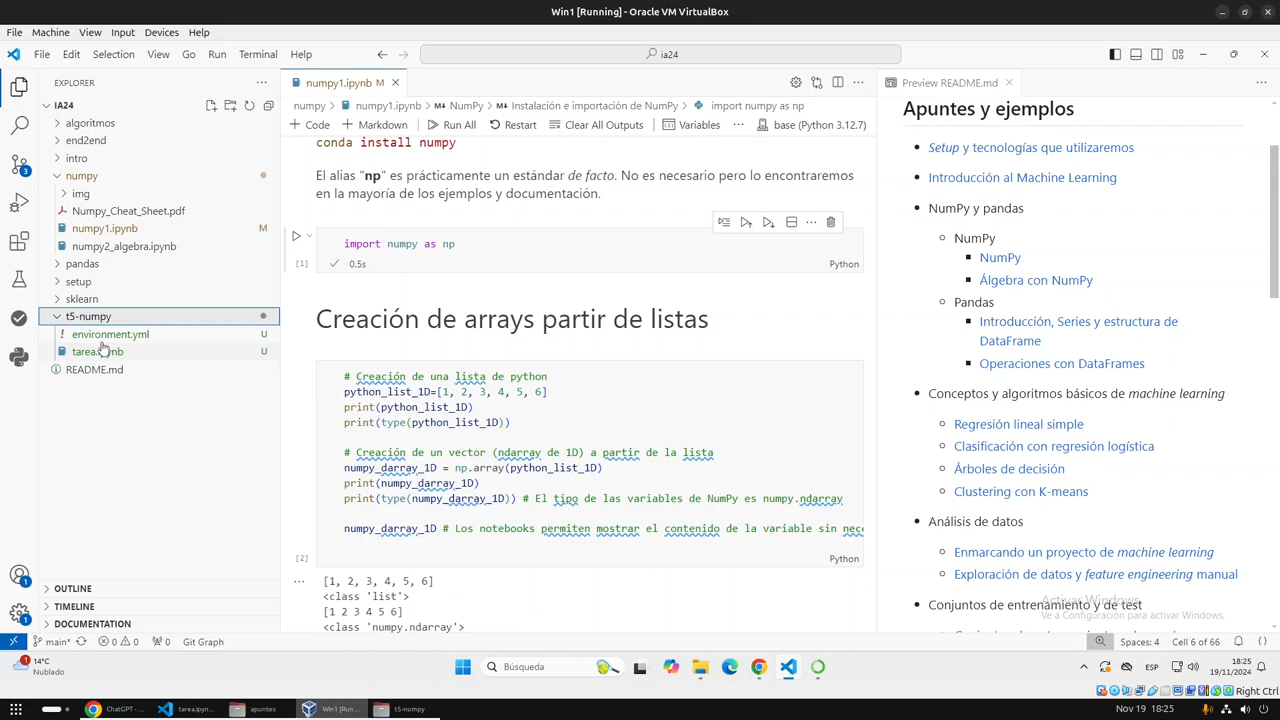 Win1 [Running] - Oracle VM VirtualBox
File Machine View Input Devices Help
File Edit Selection View Go Run Terminal Help
ia24
EXPLORER
IA24
algoritmos
end2end
intro
numpy
img
Numpy_Cheat_Sheet.pdf
numpy1.ipynb M
numpy2_algebra.ipynb
pandas
setup
sklearn
t5-numpy
environment.yml U
U
README.md
OUTLINE
TIMELINE
DOCUMENTATION
numpy1.ipynb M
numpy > numpy1.ipynb > NumPy > Instalación e importación de NumPy > import numpy as np
Code Markdown Run All Restart Clear All Outputs Variables base (Python 3.12.7)
conda install numpy
El alias "np" es prácticamente un estándar de facto. No es necesario pero lo encontraremos
en la mayoría de los ejemplos y documentación.
import numpy as np
[1] 0.5s Python
Creación de arrays partir de listas
# Creación de una lista de python
python_list_1D=[1, 2, 3, 4, 5, 6]
print(python_list_1D)
print(type(python_list_1D))
# Creación de un vector (ndarray de 1D) a partir de la lista
numpy_darray_1D = np.array(python_list_1D)
print(numpy_darray_1D)
print(type(numpy_darray_1D)) # El tipo de las variables de NumPy es numpy.ndarray
numpy_darray_1D # Los notebooks permiten mostrar el contenido de la variable sin nece
[2] Python
[1, 2, 3, 4, 5, 6]
<class 'list'>
[1 2 3 4 5 6]
<class 'numpy.ndarray'>
Preview README.md
Apuntes y ejemplos
Setup y tecnologías que utilizaremos
Introducción al Machine Learning
NumPy y pandas
NumPy
NumPy
Álgebra con NumPy
Pandas
Introducción, Series y estructura de
DataFrame
Operaciones con DataFrames
Conceptos y algoritmos básicos de machine learning
Regresión lineal simple
Clasificación con regresión logística
Árboles de decisión
Clustering con K-means
Análisis de datos
Enmarcando un proyecto de machine learning
Exploración de datos y feature engineering manual
Conjuntos de entrenamiento y de test
Activar Windows
Ve a Configuración para activar Windows.
main* 0 0 0 Git Graph Spaces: 4 Cell 6 of 66
14°C
Nublado
Búsqueda
ESP
18:25
19/11/2024
Right Ctrl
ChatGPT -... tarea.ipyn... apuntes Win1 [Run... t5-numpy
Nov 19 18:25